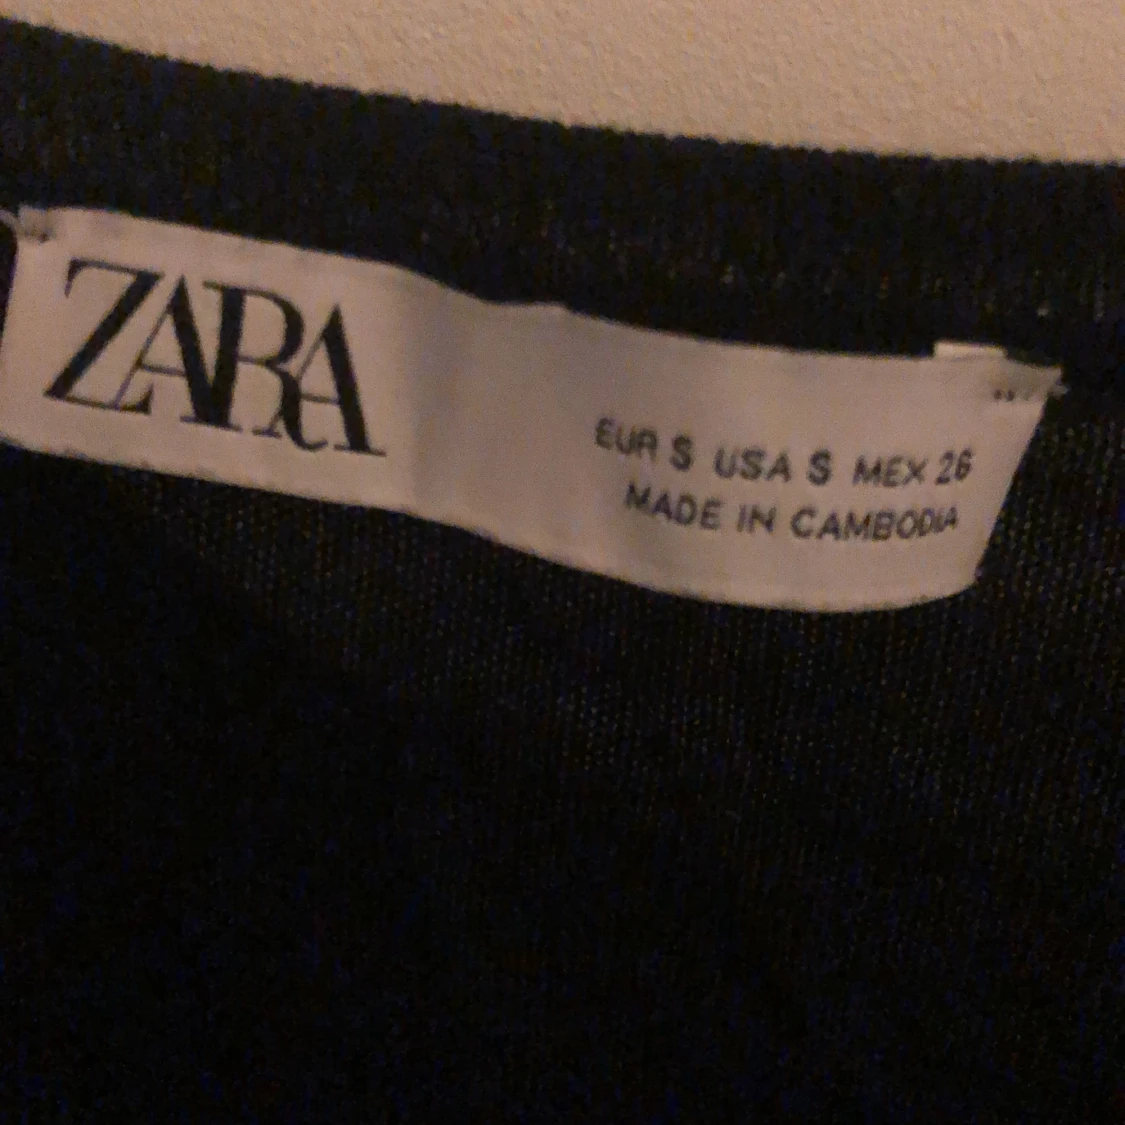 ZARA
EUR S USA S MEX 26
MADE IN CAMBODIA